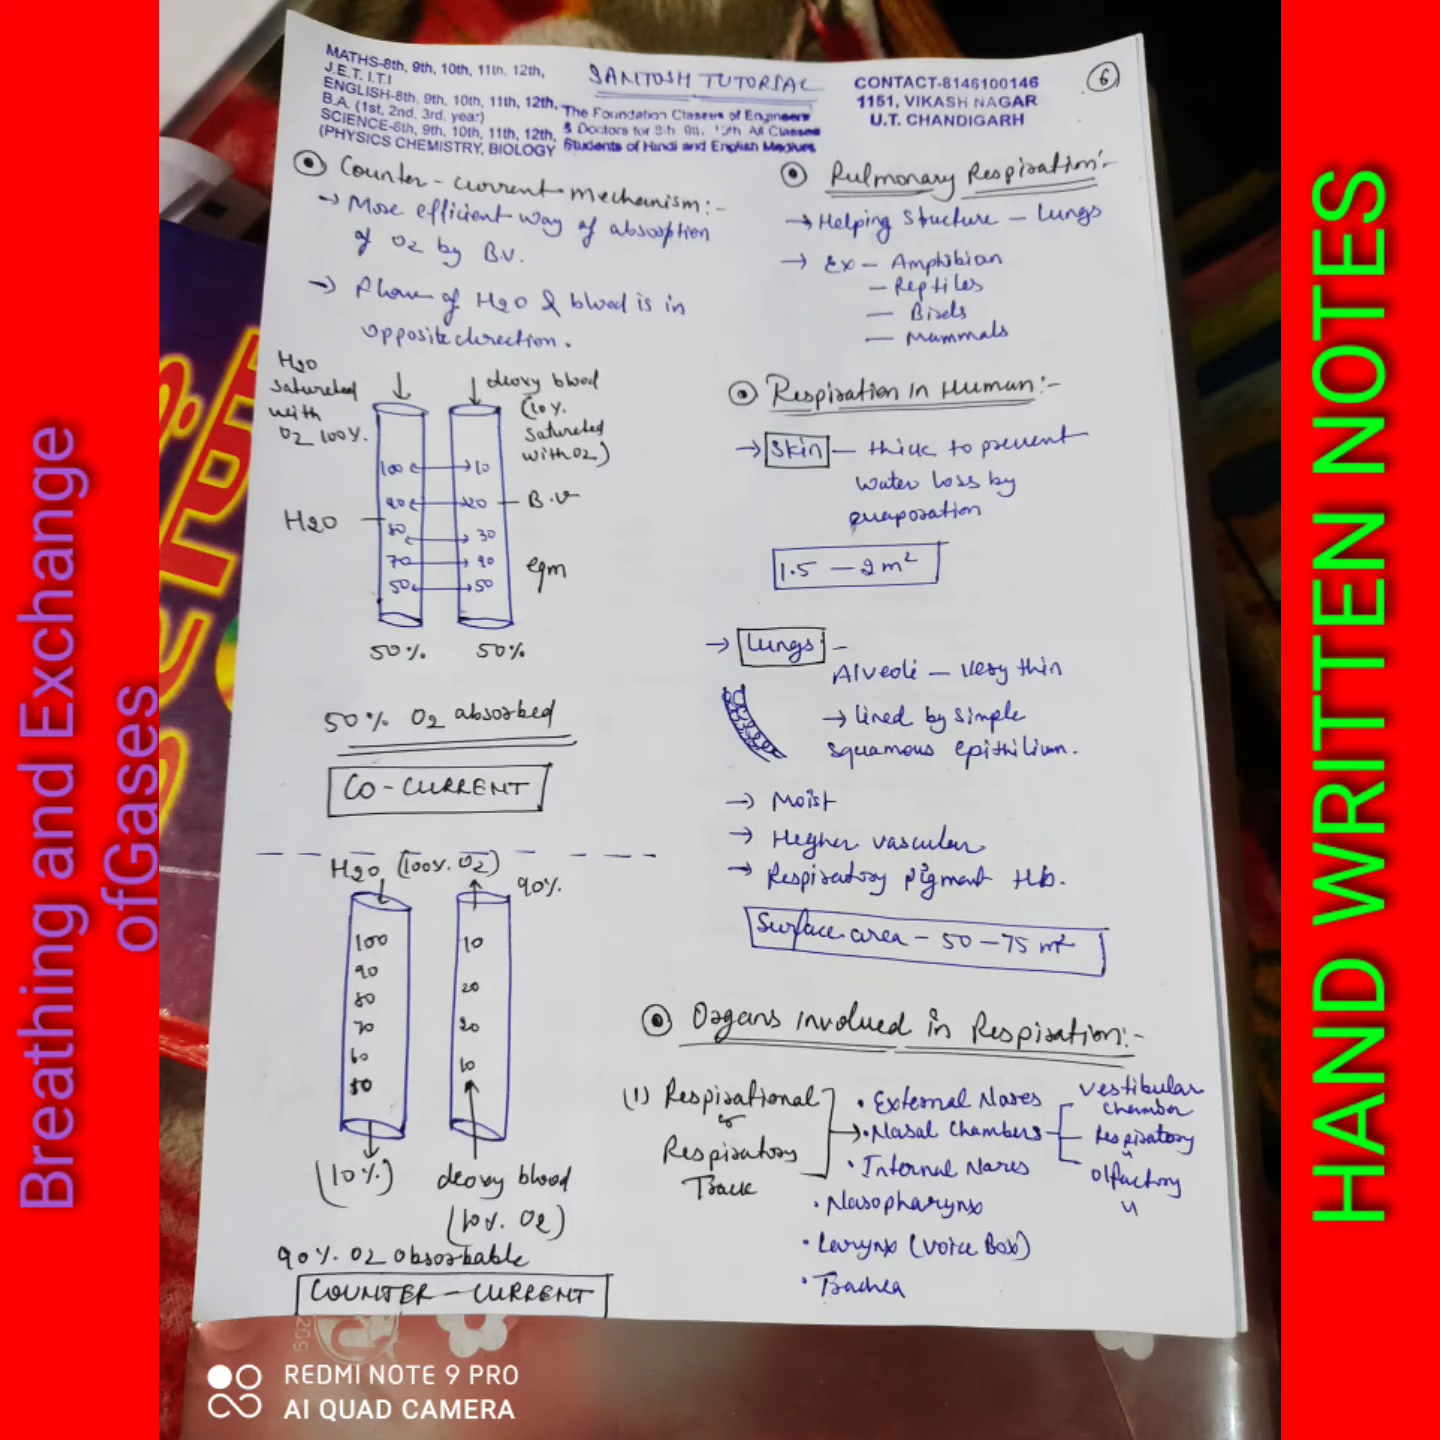 Breathing and Exchange
ofGases
HAND WRITTEN NOTES
MATHS-8th, 9th, 10th, 11th, 12th,
J.E.T. I.T.I
ENGLISH-8th, 9th, 10th, 11th, 12th,
B.A. (1st, 2nd, 3rd, year)
SCIENCE-6th, 9th, 10th, 11th, 12th,
(PHYSICS CHEMISTRY, BIOLOGY
SANTOSH TUTORIAL
The Foundation Classes of Engineers
& Doctors for 8th 9th, All Classes
Students of Hindi and English Mediums
CONTACT-8146100146
1151, VIKASH NAGAR
U.T. CHANDIGARH
6
Counter-current mechanism:-
→ More efficient way of absorption
of O2 by B.V.
→ of H2O & blood is in
opposite direction.
H2O
saturated
with
O2 100%.
deoxy blood
(10%.
saturated
with O2)
100 10
90 20
80 30
70 40
50 50
H2O
B.V
eqm
50%
50%
50% O2 absorbed
CO-CURRENT
H2O (100% O2)
90%.
100 10
90
80 20
70 20
60 10
50
(10%)
deoxy blood
(10% O2)
90% O2 absorbable
COUNTER-CURRENT
Pulmonary Respiration:-
→ Helping Structure - Lungs
→ Ex - Amphibian
- Reptiles
- Birds
- Mammals
Respiration In Human:-
→ Skin - thick to prevent
water loss by
evaporation
1.5 - 2 m²
→ Lungs -
Alveoli - very thin
→ lined by simple
squamous epithilium.
→ Moist
→ Hegher vascular
→ Respiratory pigment Hb.
Surface area - 50 - 75 m²
Organs involved in Respiration:-
(1) Respirational
or
Respiratory
Track
• External Nares
• Nasal Chambers
• Internal Nares
• Nasopharynx
• Larynx (Voice Box)
• Trachea
vestibular
chamber
Respiratory
"
olfactory
"
209
REDMI NOTE 9 PRO
AI QUAD CAMERA